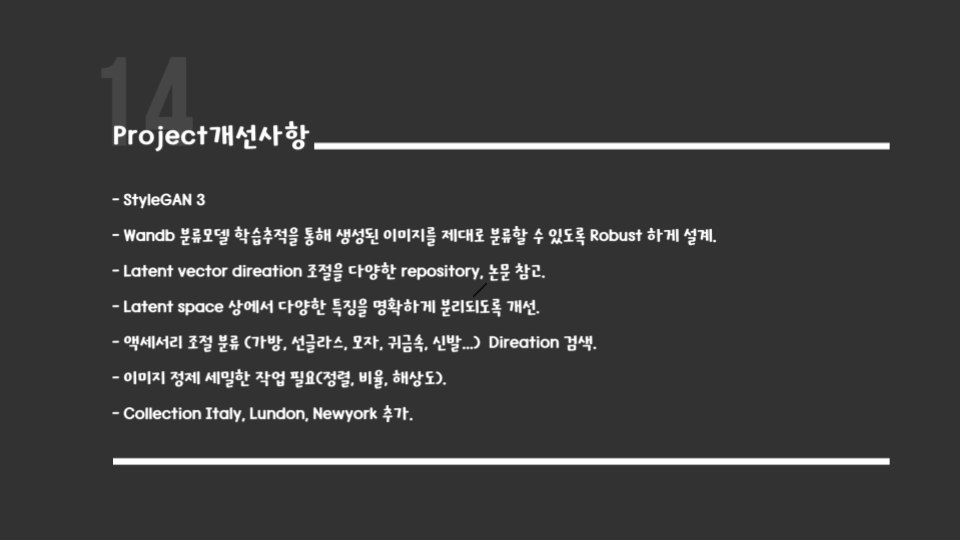 14
Project개선사항
- StyleGAN 3
- Wandb 분류모델 학습추적을 통해 생성된 이미지를 제대로 분류할 수 있도록 Robust 하게 설계.
- Latent vector direation 조절을 다양한 repository, 논문 참고.
- Latent space 상에서 다양한 특징을 명확하게 분리되도록 개선.
- 액세서리 조절 분류 (가방, 선글라스, 모자, 귀금속, 신발...) Direation 검색.
- 이미지 정제 세밀한 작업 필요(정렬, 비율, 해상도).
- Collection Italy, Lundon, Newyork 추가.